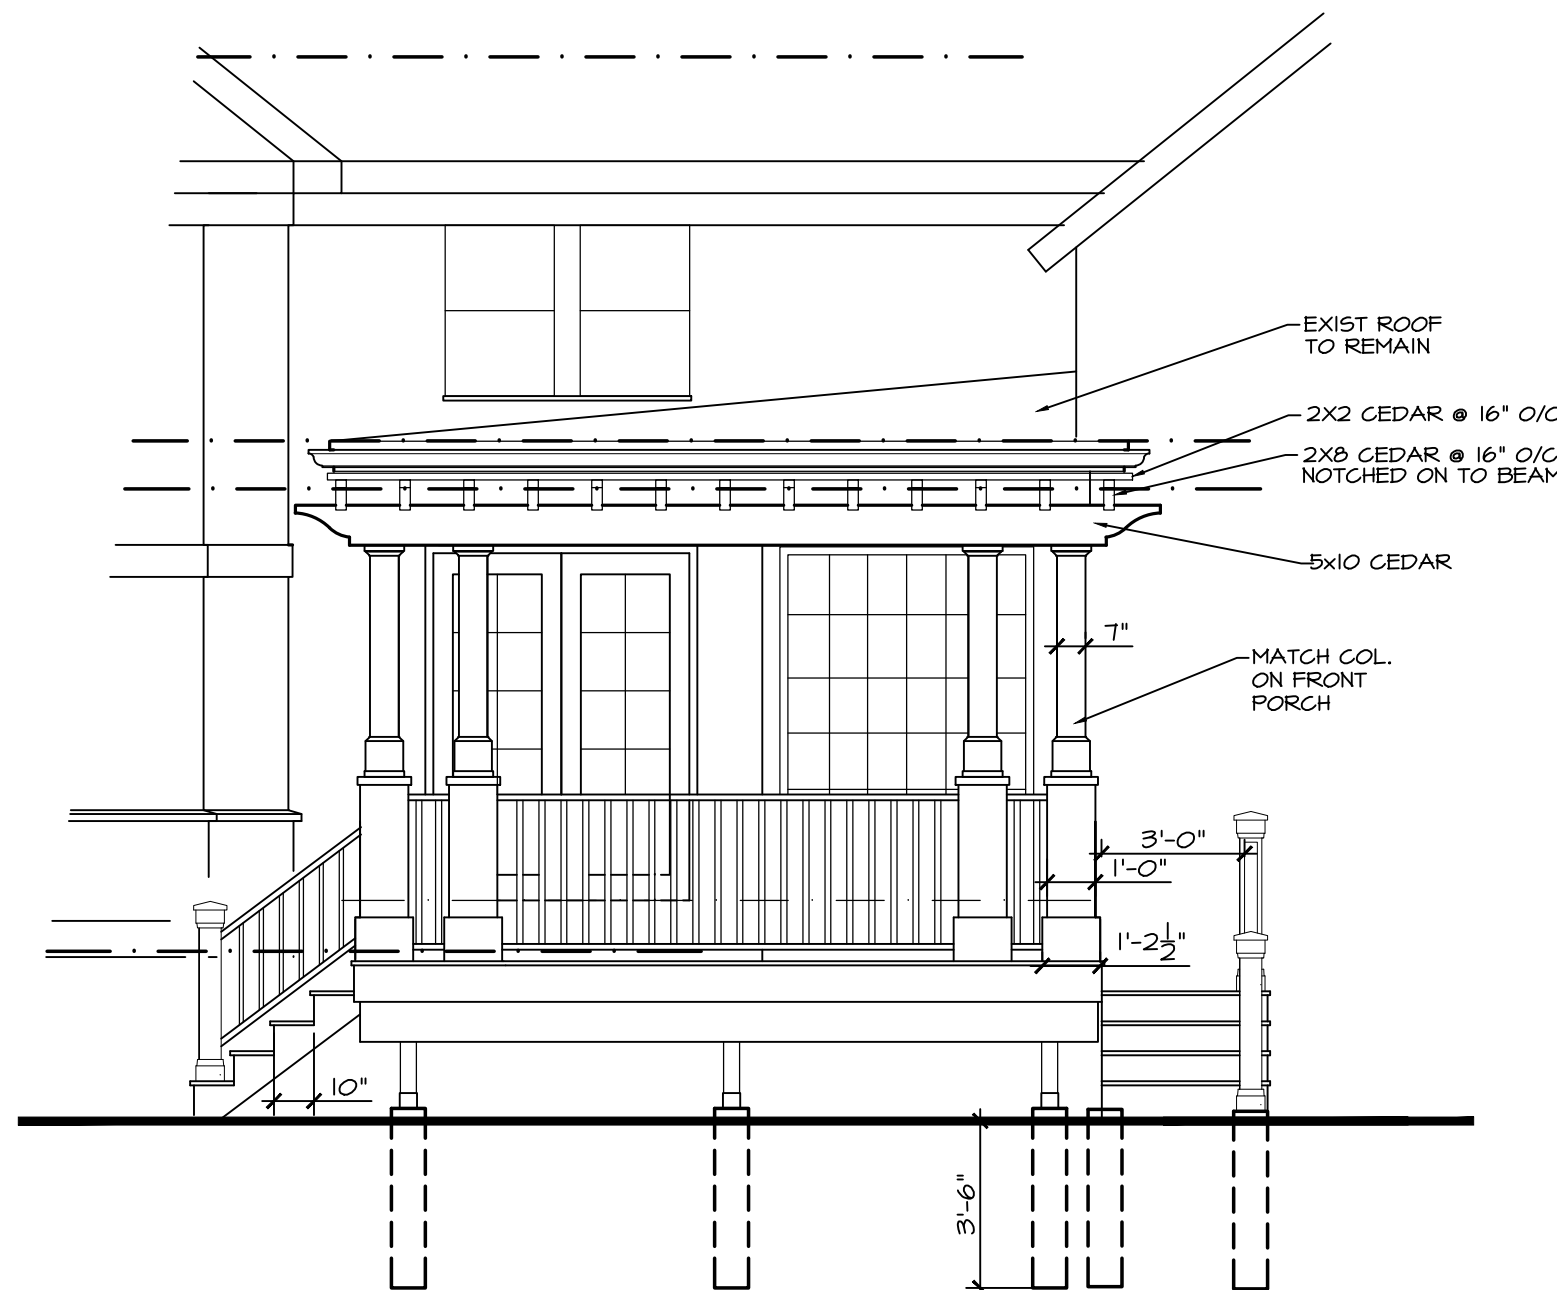 EXIST ROOF
TO REMAIN
2X2 CEDAR @ 16" O/C
2X8 CEDAR @ 16" O/C
NOTCHED ON TO BEAM
5x10 CEDAR
7"
MATCH COL.
ON FRONT
PORCH
3'-0"
1'-0"
1'-2½"
10"
3'-6"